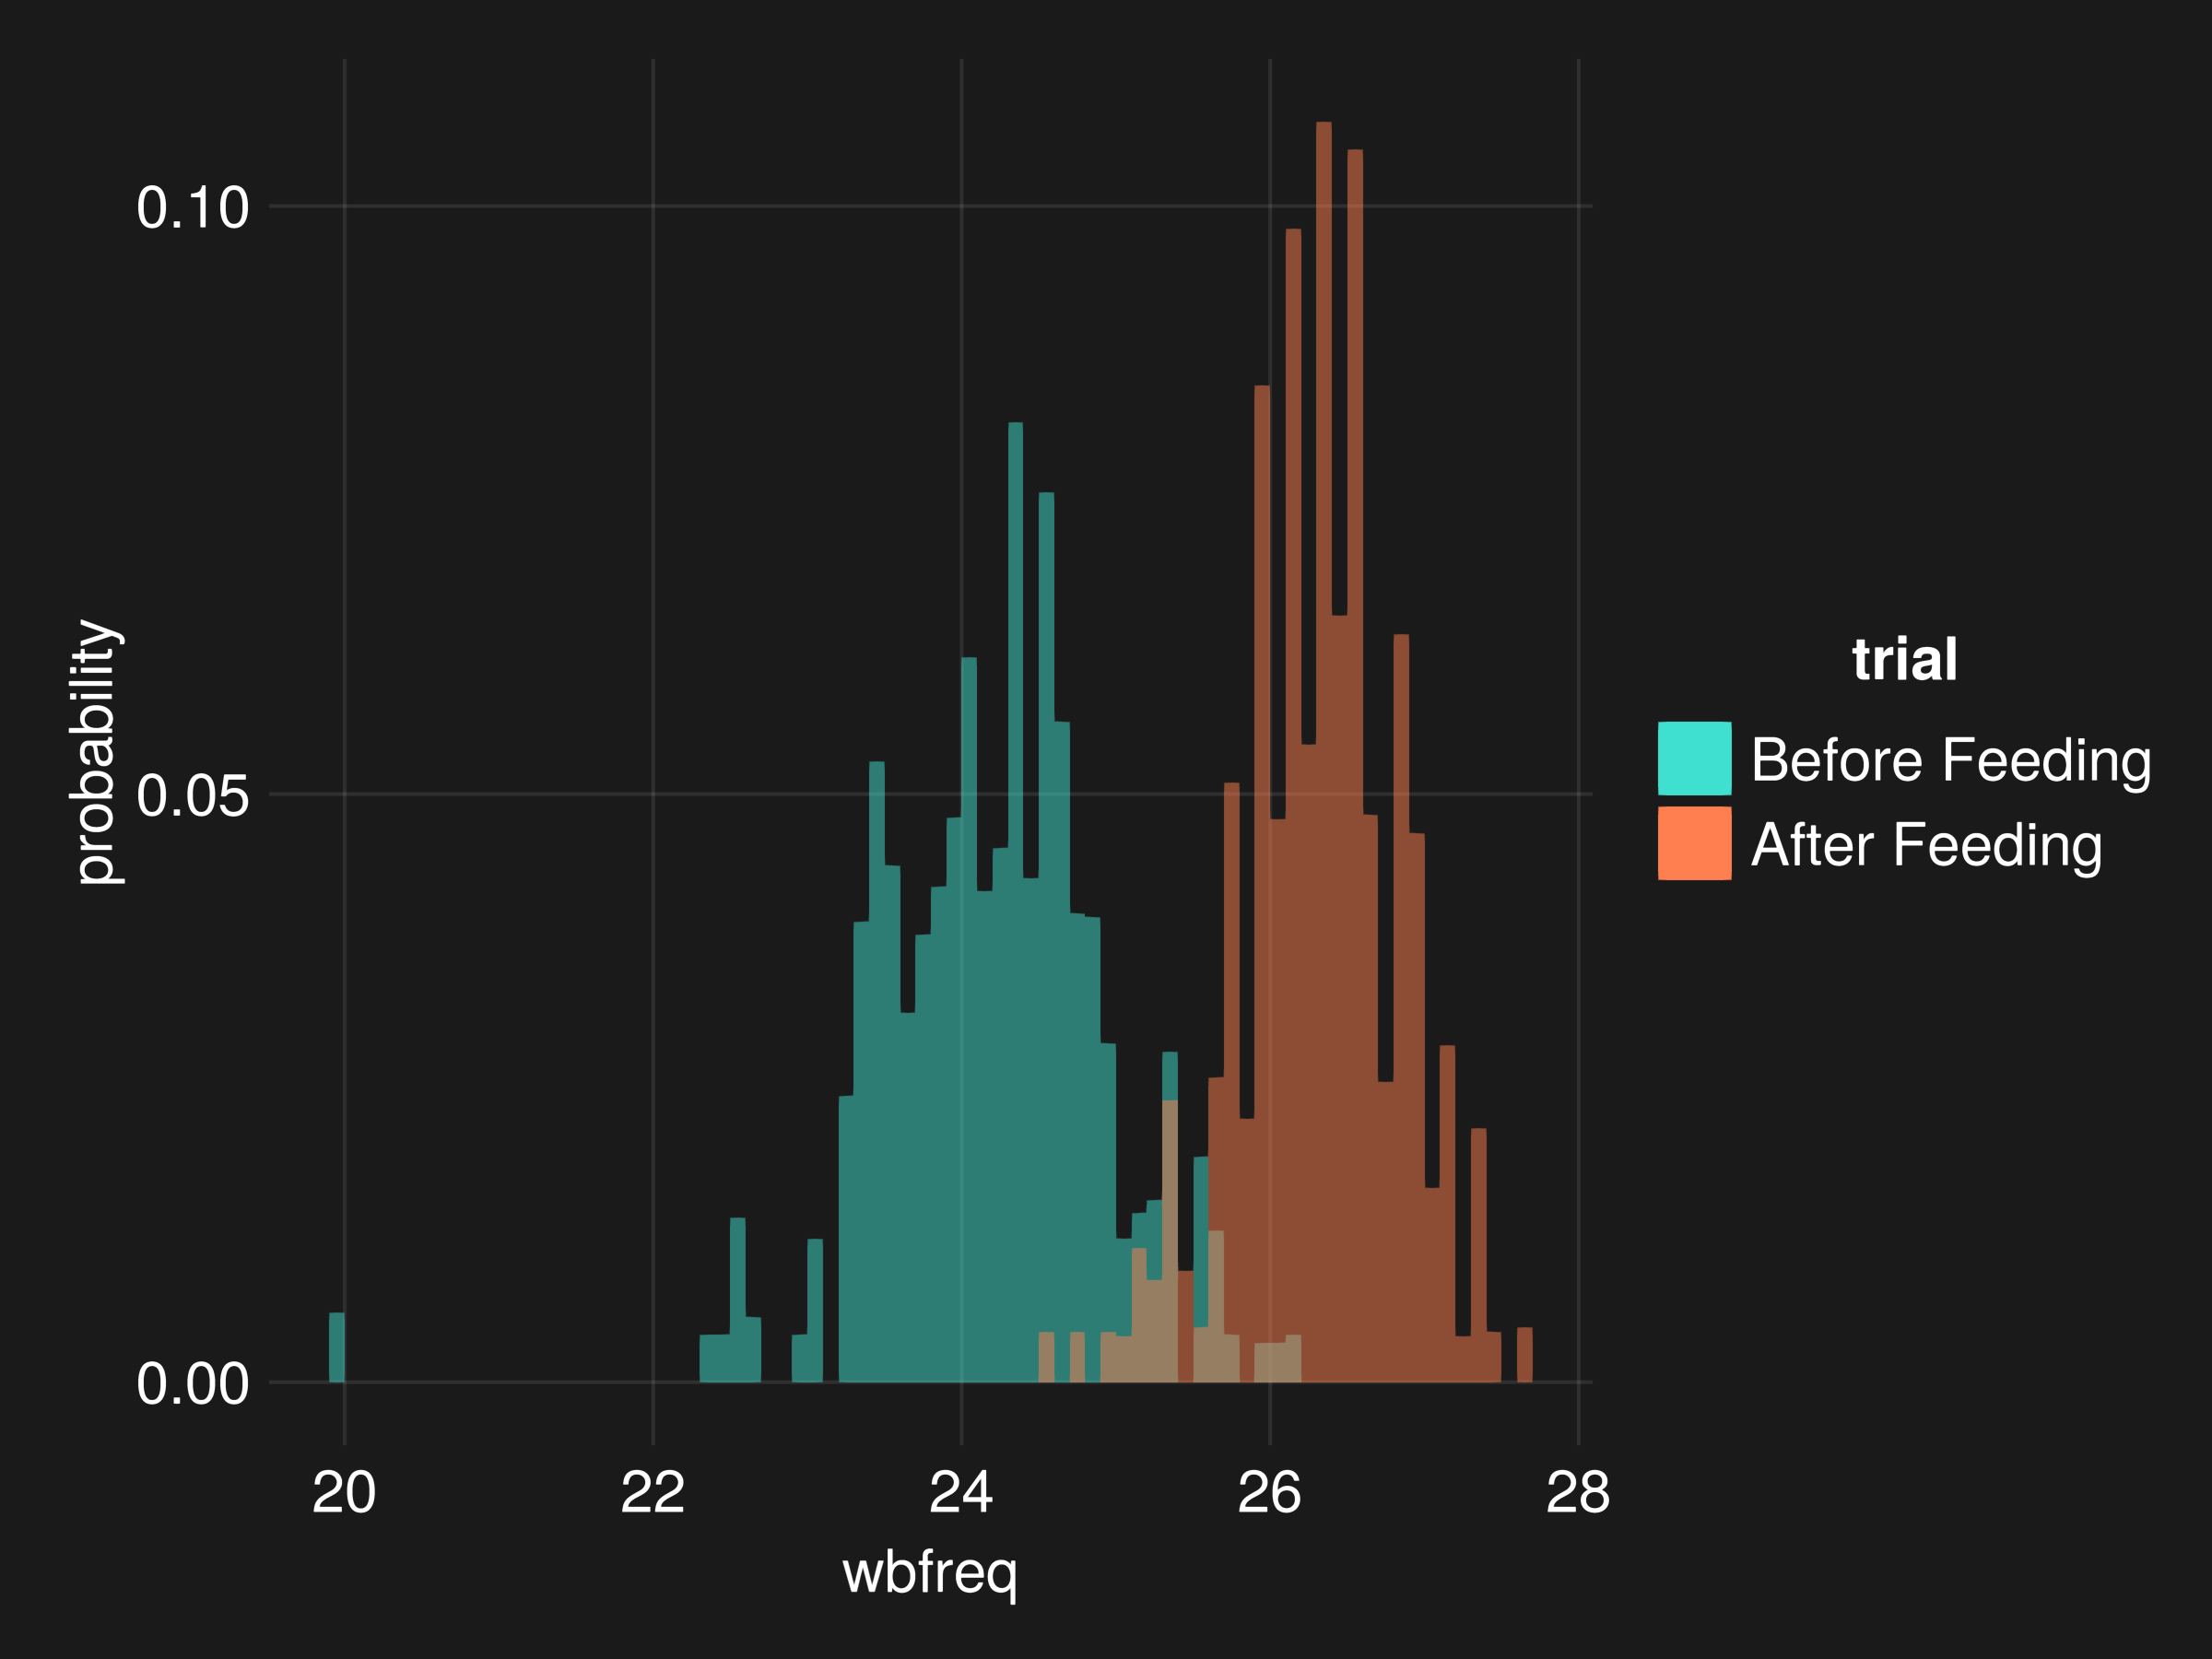 0.10
0.05
0.00
probability
20 22 24 26 28
wbfreq
trial
Before Feeding
After Feeding